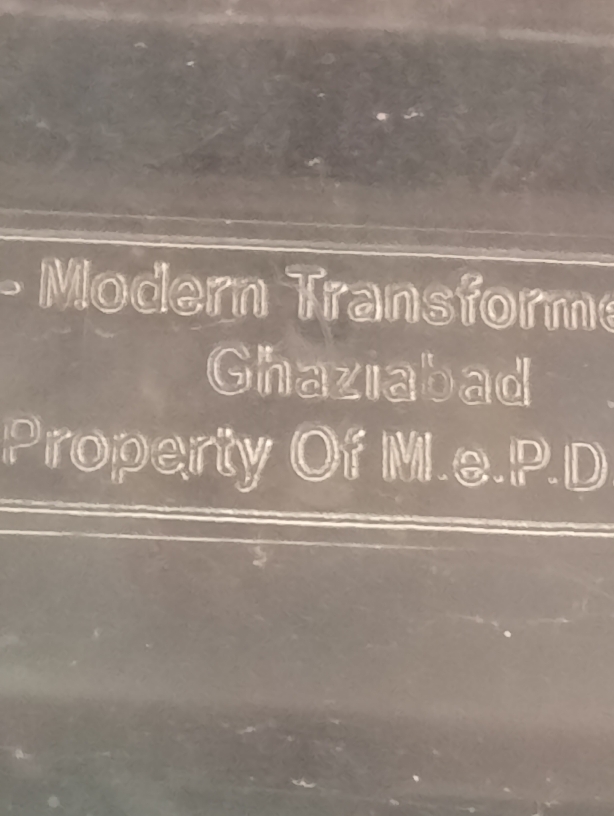 - Modern Transforme
Ghaziabad
Property Of M.e.P.D.